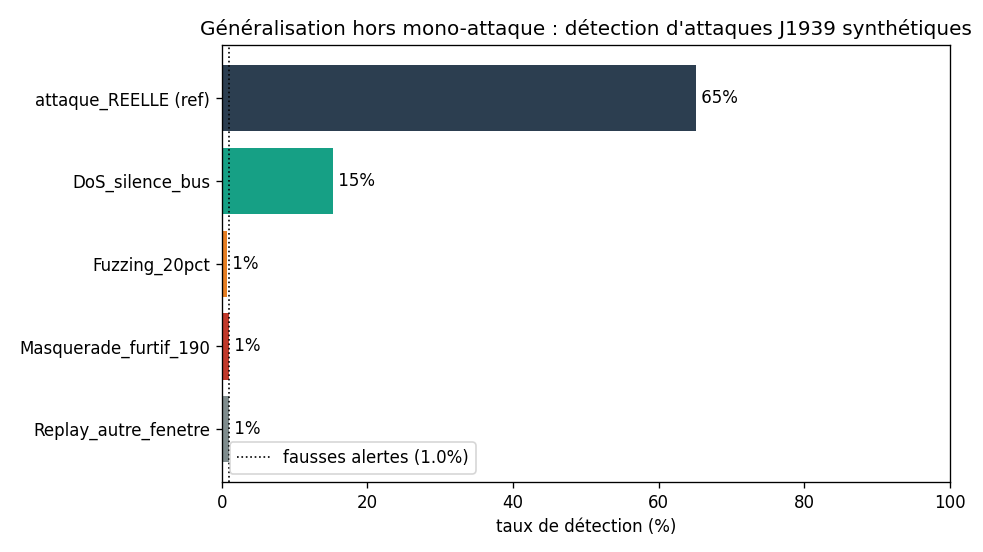 Généralisation hors mono-attaque : détection d'attaques J1939 synthétiques
attaque_REELLE (ref)
65%
DoS_silence_bus
15%
Fuzzing_20pct
1%
Masquerade_furtif_190
1%
Replay_autre_fenetre
1%
fausses alertes (1.0%)
0 20 40 60 80 100
taux de détection (%)